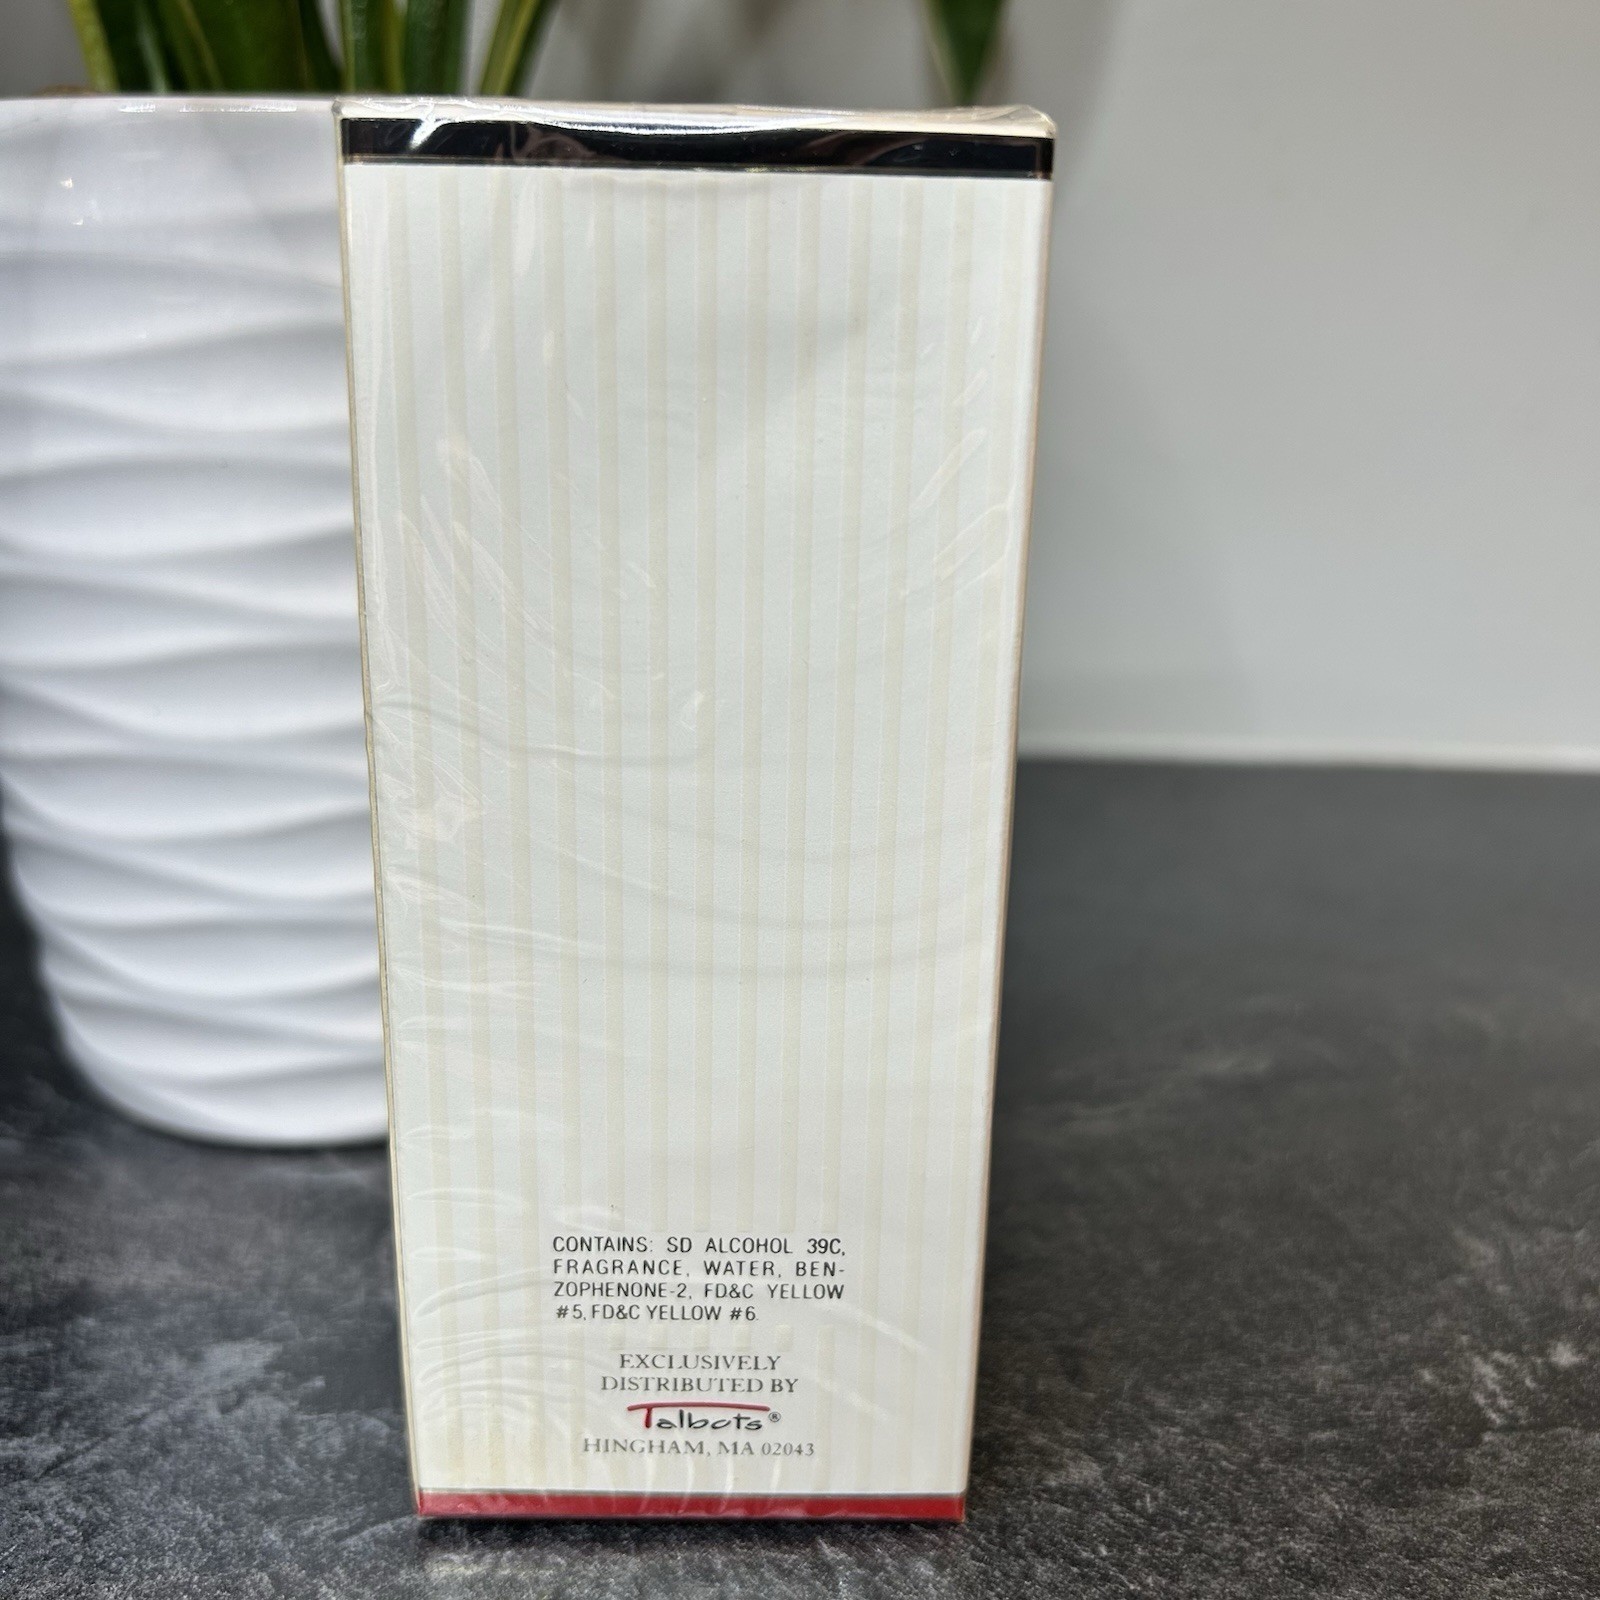 CONTAINS: SD ALCOHOL 39C,
FRAGRANCE, WATER, BEN-
ZOPHENONE-2, FD&C YELLOW
#5, FD&C YELLOW #6.
EXCLUSIVELY
DISTRIBUTED BY
Talbots®
HINGHAM, MA 02043